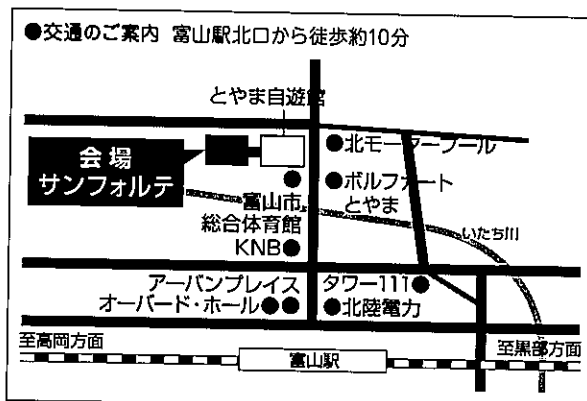 ●交通のご案内 富山駅北口から徒歩約10分
とやま自遊館
会場
サンフォルテ
●北モータープール
●ボルファート
とやま
富山市
総合体育館
KNB●
いたち川
アーバンプレイス
オーバード・ホール●●
タワー111●
●北陸電力
至高岡方面
富山駅
至黒部方面